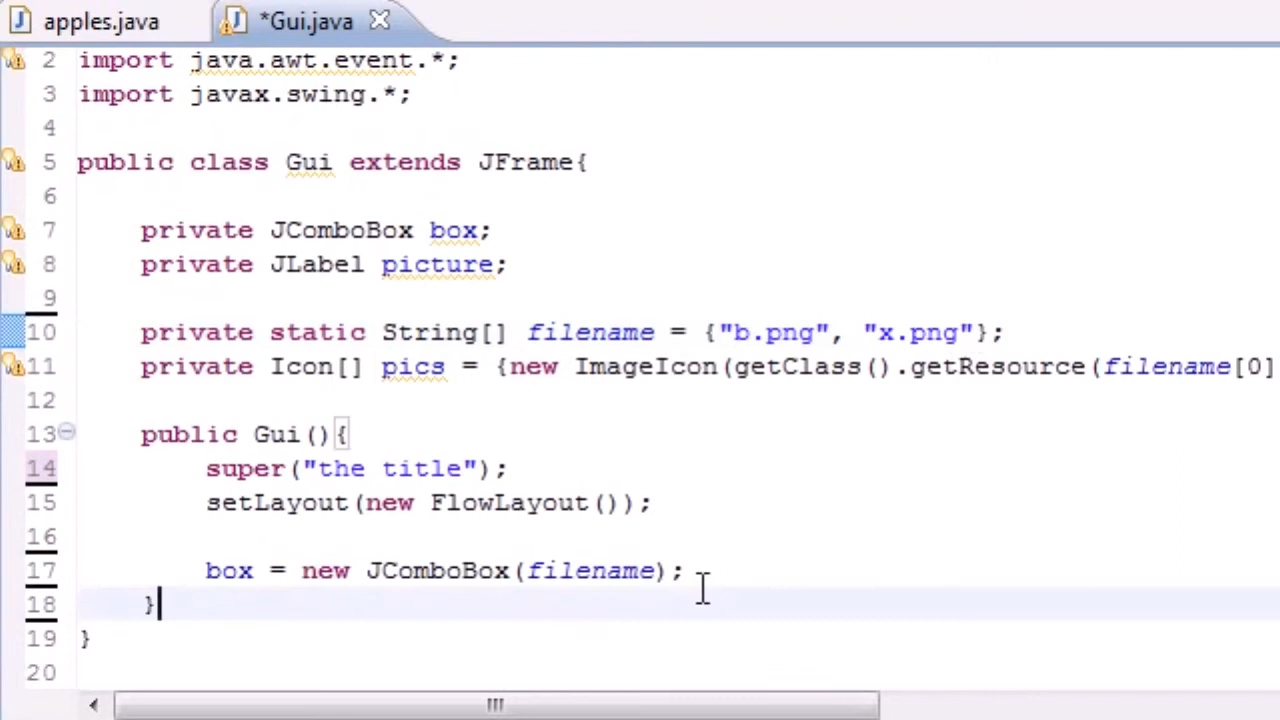 apples.java *Gui.java
2 import java.awt.event.*;
3 import javax.swing.*;
4
5 public class Gui extends JFrame{
6
7 private JComboBox box;
8 private JLabel picture;
9
10 private static String[] filename = {"b.png", "x.png"};
11 private Icon[] pics = {new ImageIcon(getClass().getResource(filename[0]
12
13 public Gui(){
14 super("the title");
15 setLayout(new FlowLayout());
16
17 box = new JComboBox(filename);
18 }
19 }
20